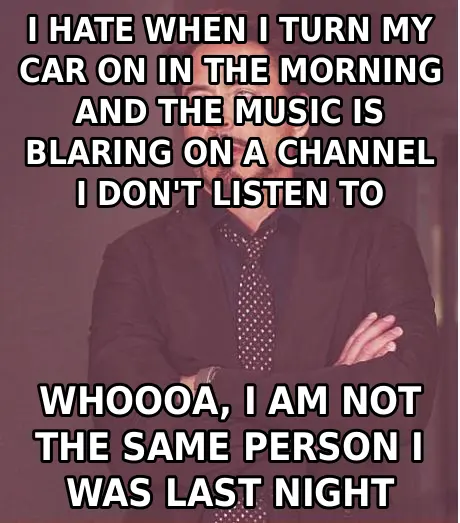 I HATE WHEN I TURN MY
CAR ON IN THE MORNING
AND THE MUSIC IS
BLARING ON A CHANNEL
I DON'T LISTEN TO
WHOOOA, I AM NOT
THE SAME PERSON I
WAS LAST NIGHT